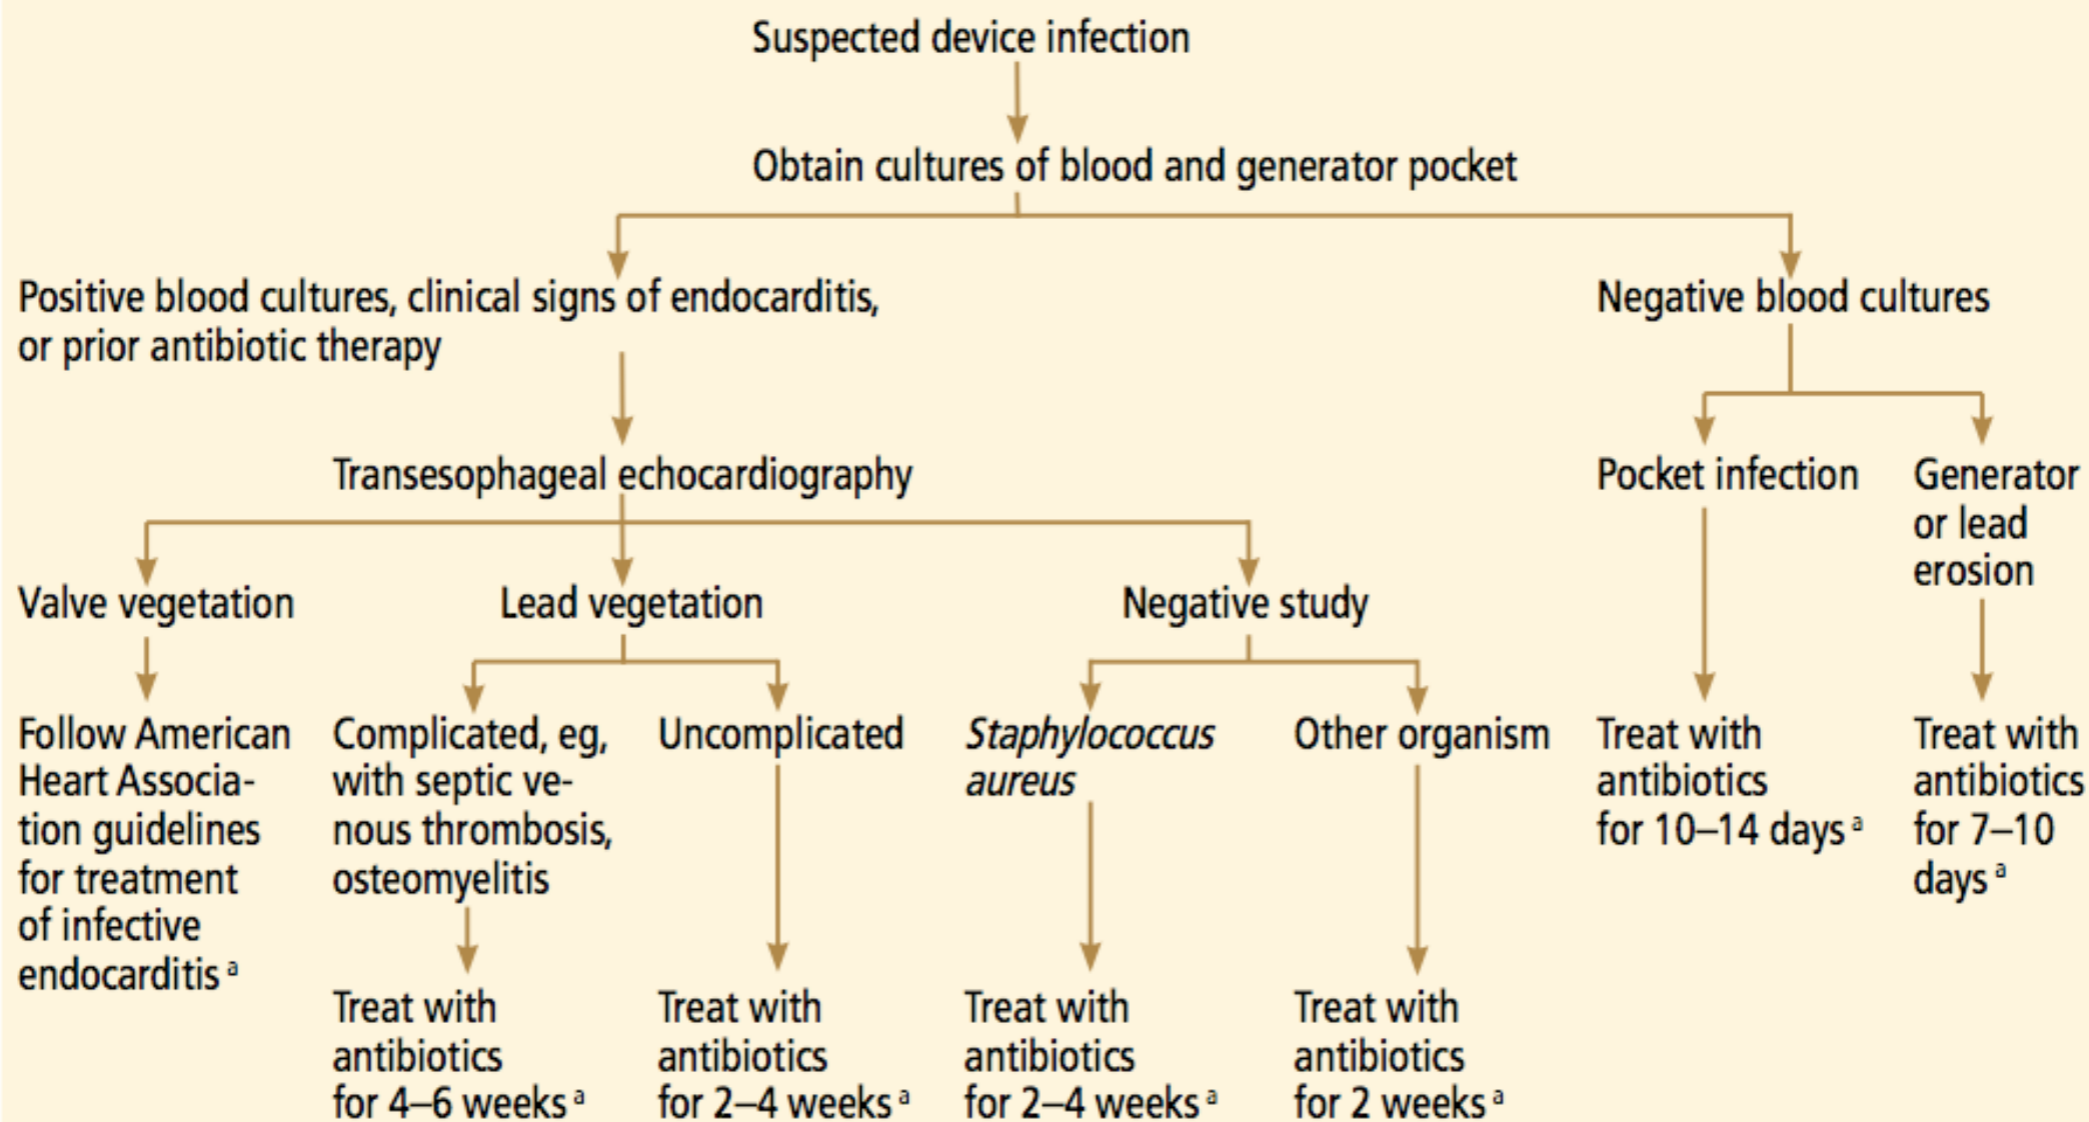 Suspected device infection
Obtain cultures of blood and generator pocket
Positive blood cultures, clinical signs of endocarditis,
or prior antibiotic therapy
Negative blood cultures
Transesophageal echocardiography
Pocket infection
Generator
or lead
erosion
Valve vegetation
Lead vegetation
Negative study
Follow American
Heart Associa-
tion guidelines
for treatment
of infective
endocarditis a
Complicated, eg,
with septic ve-
nous thrombosis,
osteomyelitis
Uncomplicated
Staphylococcus
aureus
Other organism
Treat with
antibiotics
for 10–14 days a
Treat with
antibiotics
for 7–10
days a
Treat with
antibiotics
for 4–6 weeks a
Treat with
antibiotics
for 2–4 weeks a
Treat with
antibiotics
for 2–4 weeks a
Treat with
antibiotics
for 2 weeks a